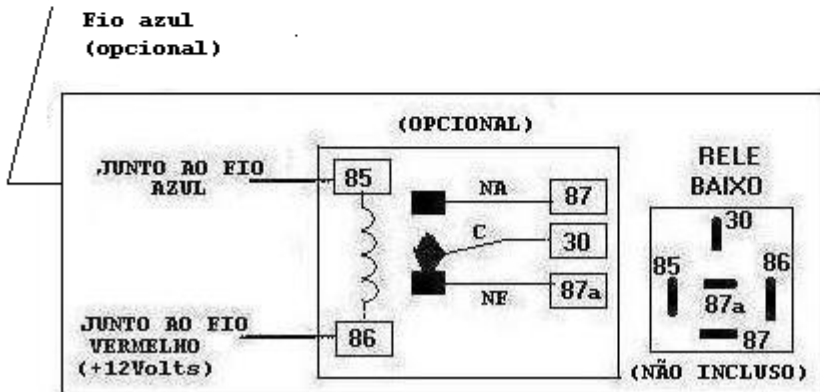 Fio azul
(opcional)
(OPCIONAL)
JUNTO AO FIO
AZUL
85
NA
87
C
30
NF
87a
JUNTO AO FIO
VERMELHO
(+12Volts)
86
RELE
BAIXO
30
85
86
87a
87
(NÃO INCLUSO)